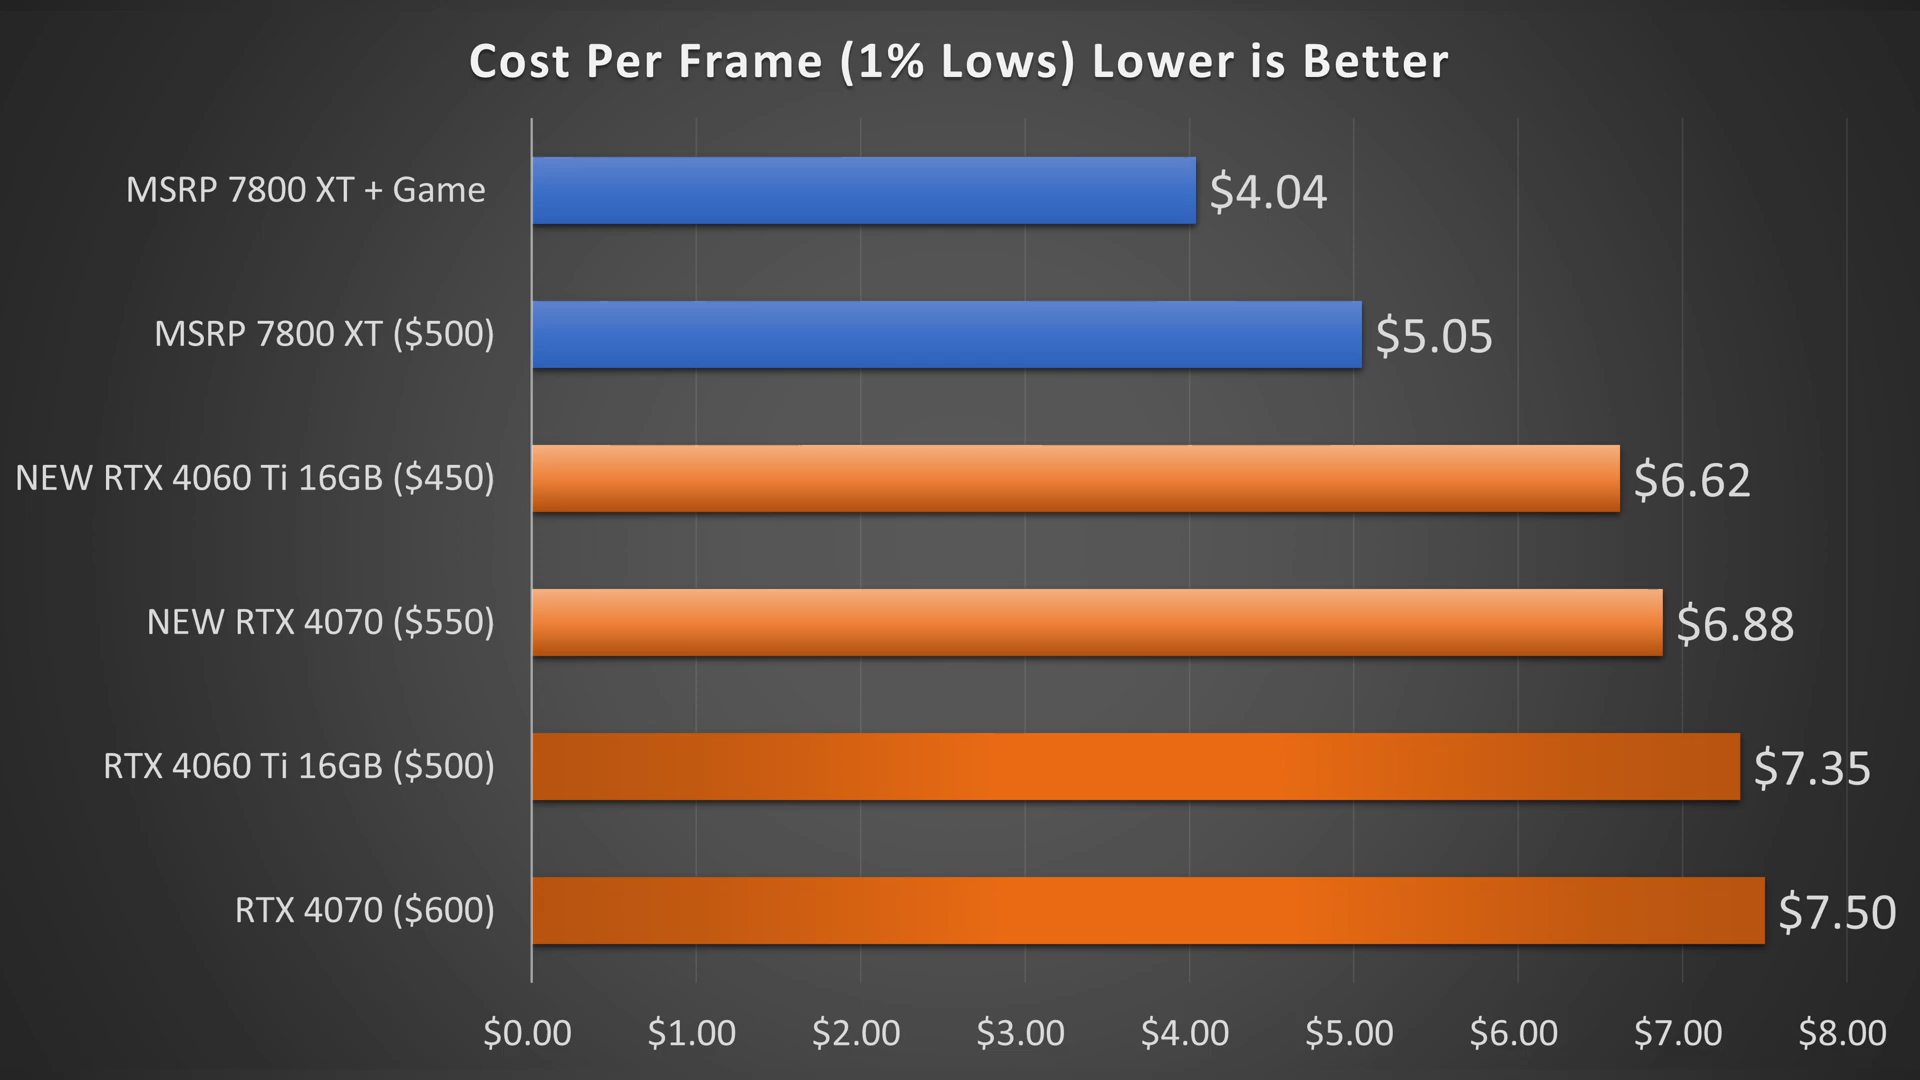 Cost Per Frame (1% Lows) Lower is Better
MSRP 7800 XT + Game
$4.04
MSRP 7800 XT ($500)
$5.05
NEW RTX 4060 Ti 16GB ($450)
$6.62
NEW RTX 4070 ($550)
$6.88
RTX 4060 Ti 16GB ($500)
$7.35
RTX 4070 ($600)
$7.50
$0.00 $1.00 $2.00 $3.00 $4.00 $5.00 $6.00 $7.00 $8.00